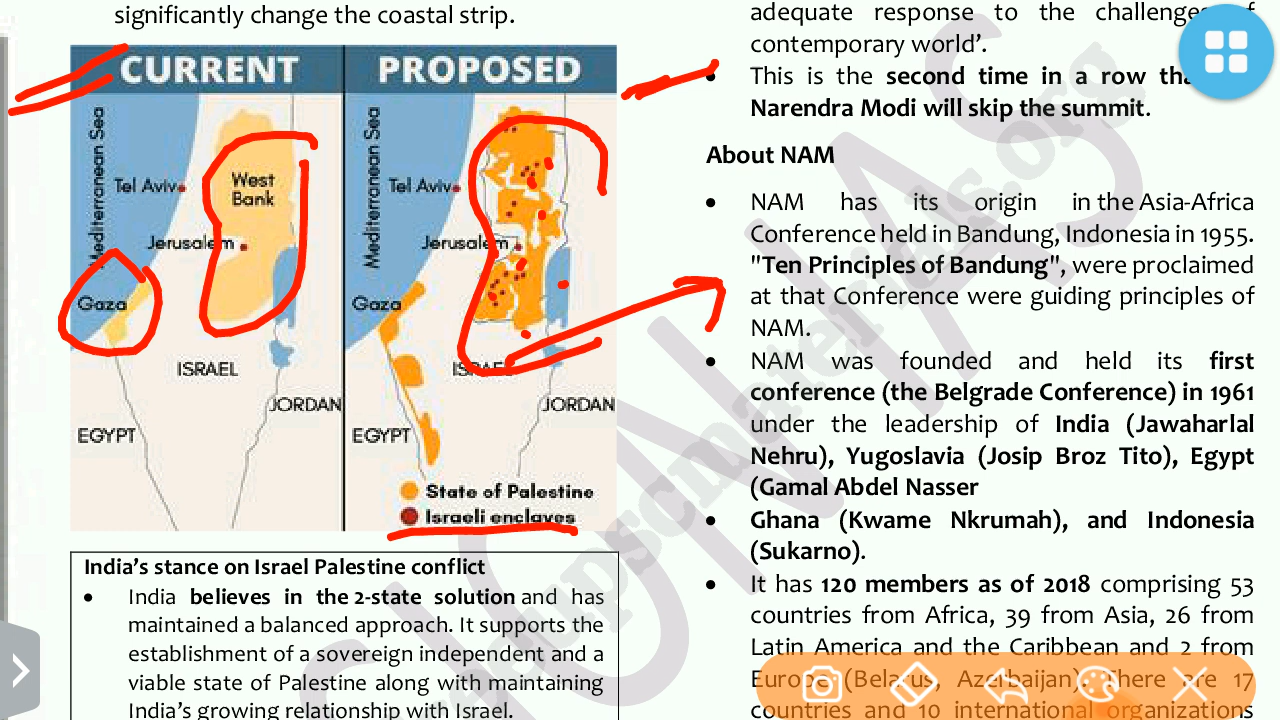 significantly change the coastal strip.
CURRENT
PROPOSED
Mediterranean Sea
Tel Aviv
West
Bank
Jerusalem
Gaza
ISRAEL
JORDAN
EGYPT
Mediterranean Sea
Tel Aviv
Jerusalem
Gaza
ISRAEL
JORDAN
EGYPT
State of Palestine
Israeli enclaves
India’s stance on Israel Palestine conflict
• India believes in the 2-state solution and has
maintained a balanced approach. It supports the
establishment of a sovereign independent and a
viable state of Palestine along with maintaining
India’s growing relationship with Israel.
adequate response to the challenges of
contemporary world’.
• This is the second time in a row
Narendra Modi will skip the summit.
About NAM
• NAM has its origin in the Asia-Africa
Conference held in Bandung, Indonesia in 1955.
"Ten Principles of Bandung", were proclaimed
at that Conference were guiding principles of
NAM.
• NAM was founded and held its first
conference (the Belgrade Conference) in 1961
under the leadership of India (Jawaharlal
Nehru), Yugoslavia (Josip Broz Tito), Egypt
(Gamal Abdel Nasser
• Ghana (Kwame Nkrumah), and Indonesia
(Sukarno).
• It has 120 members as of 2018 comprising 53
countries from Africa, 39 from Asia, 26 from
Latin America and the Caribbean and 2 from
Europe (Belarus, Azerbaijan). There are 17
countries and 10 international organizations